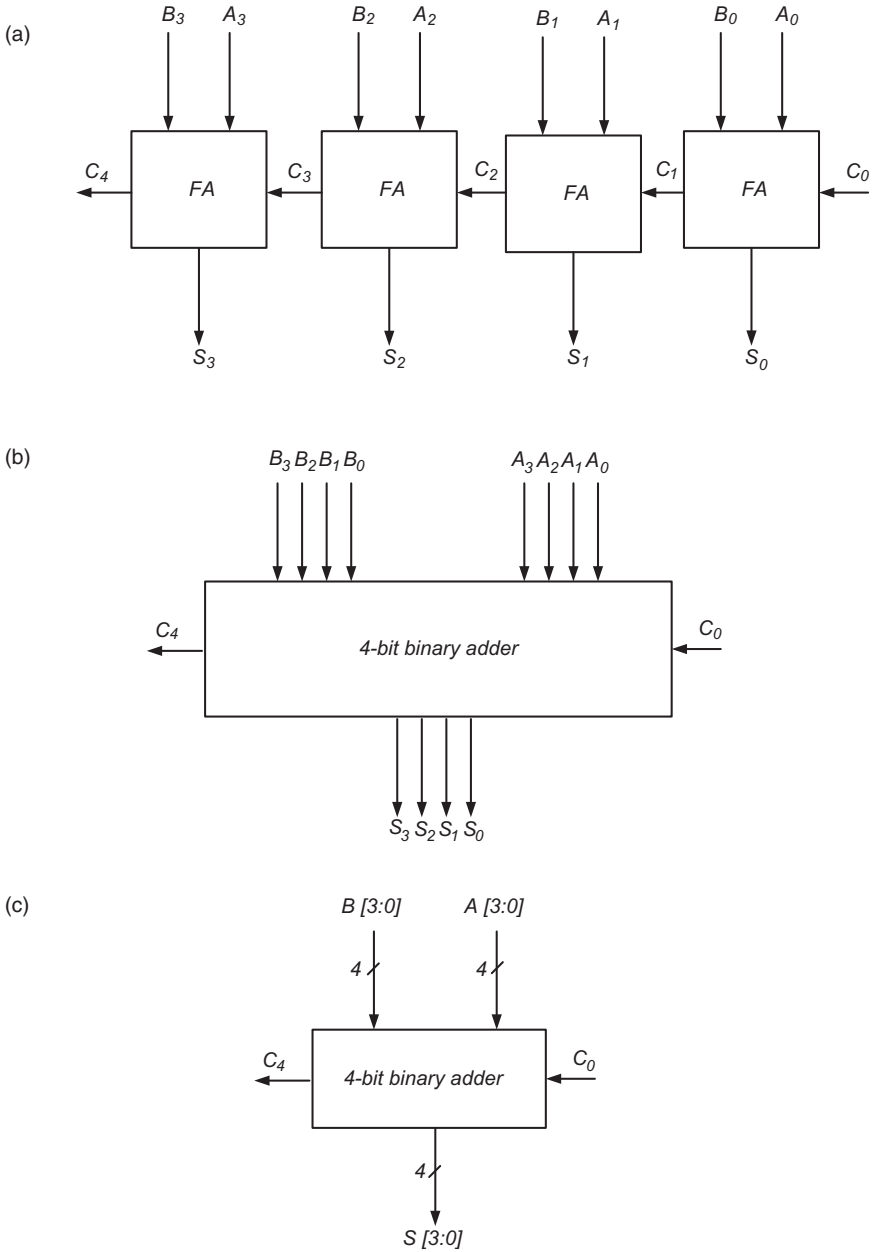 (a)
B3 A3 B2 A2 B1 A1 B0 A0
C4 FA C3 FA C2 FA C1 FA C0
S3 S2 S1 S0
(b)
B3 B2 B1 B0 A3 A2 A1 A0
C4 4-bit binary adder C0
S3 S2 S1 S0
(c)
B [3:0] A [3:0]
4 4
C4 4-bit binary adder C0
4
S [3:0]